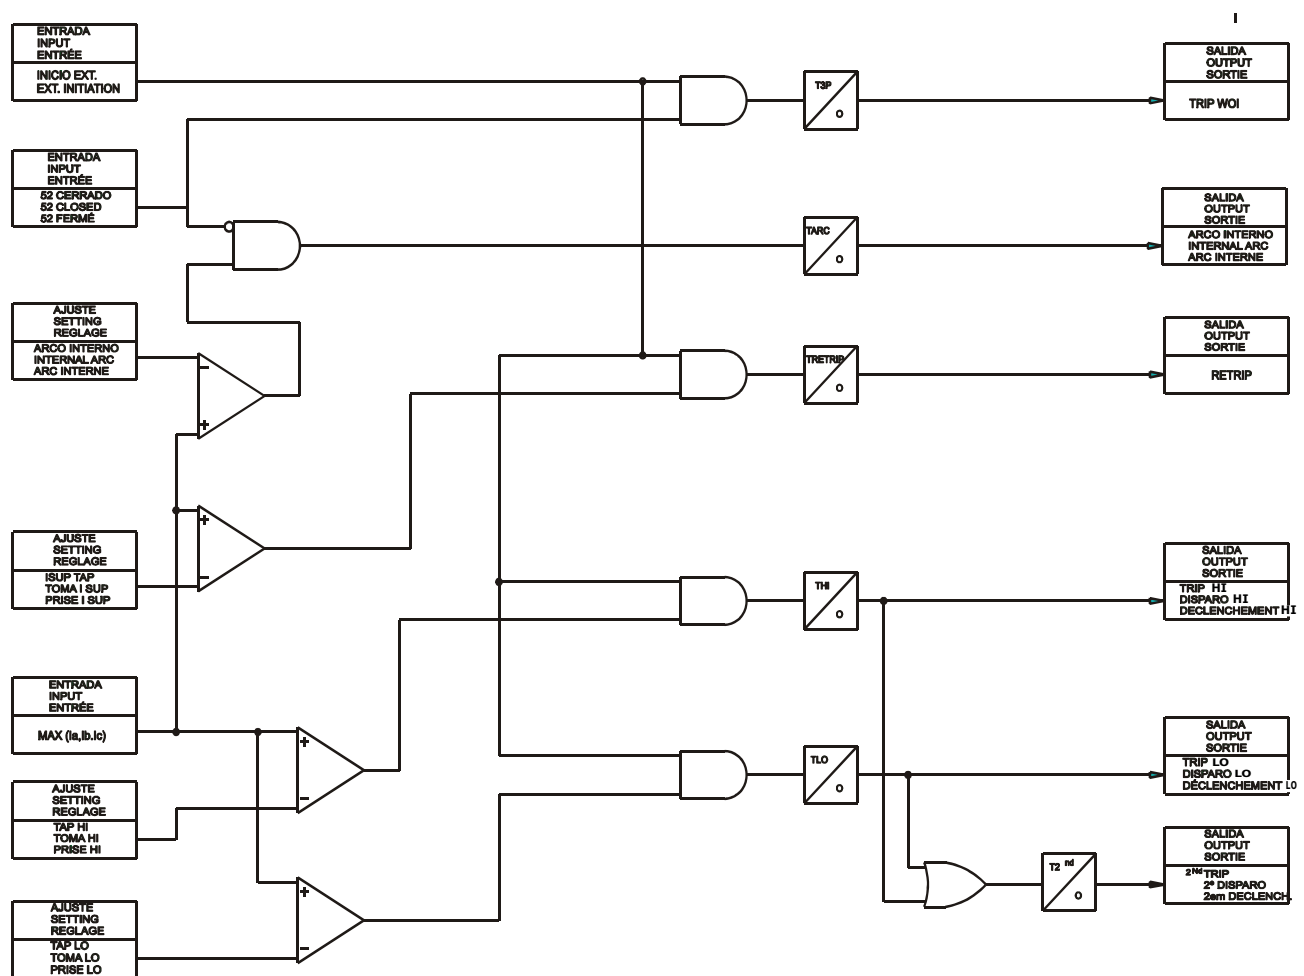 I
ENTRADA
INPUT
ENTRÉE
INICIO EXT.
EXT. INITIATION
T3P
O
SALIDA
OUTPUT
SORTIE
TRIP WOI
ENTRADA
INPUT
ENTRÉE
52 CERRADO
52 CLOSED
52 FERMÉ
TARC
O
SALIDA
OUTPUT
SORTIE
ARCO INTERNO
INTERNAL ARC
ARC INTERNE
AJUSTE
SETTING
REGLAGE
ARCO INTERNO
INTERNAL ARC
ARC INTERNE
−
+
TRETRIP
O
SALIDA
OUTPUT
SORTIE
RETRIP
AJUSTE
SETTING
REGLAGE
ISUP TAP
TOMA I SUP
PRISE I SUP
+
−
THI
O
SALIDA
OUTPUT
SORTIE
TRIP HI
DISPARO HI
DECLENCHEMENT HI
ENTRADA
INPUT
ENTRÉE
MAX (Ia,Ib.Ic)
+
−
TLO
O
SALIDA
OUTPUT
SORTIE
TRIP LO
DISPARO LO
DÉCLENCHEMENT LO
AJUSTE
SETTING
REGLAGE
TAP HI
TOMA HI
PRISE HI
T2 nd
O
SALIDA
OUTPUT
SORTIE
2Nd TRIP
2º DISPARO
2em DECLENCH.
AJUSTE
SETTING
REGLAGE
TAP LO
TOMA LO
PRISE LO
+
−